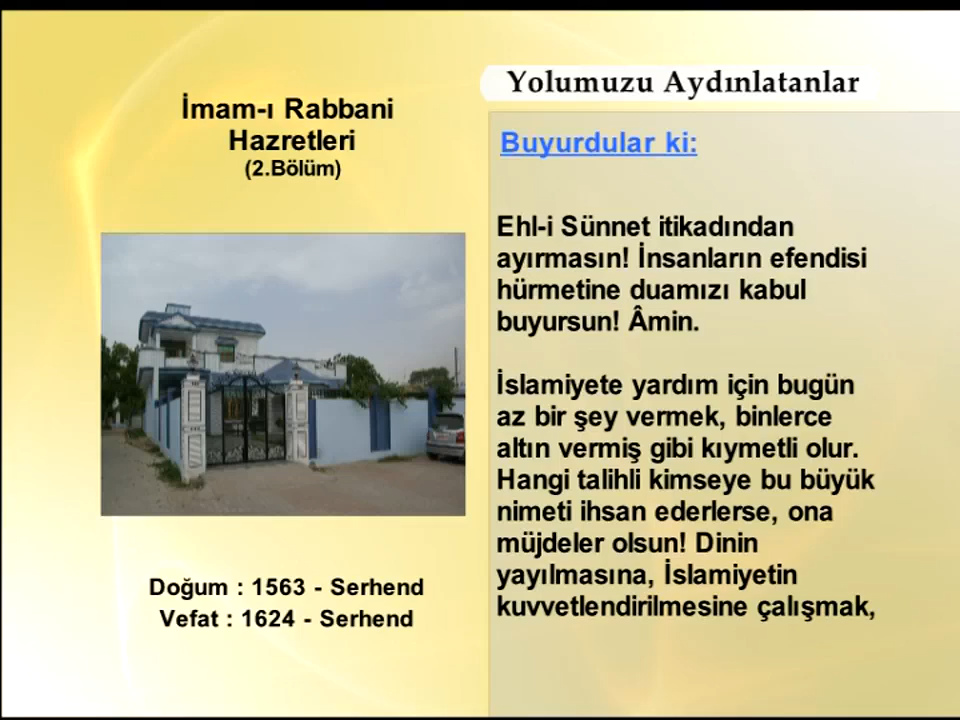 İmam-ı Rabbani
Hazretleri
(2.Bölüm)
Doğum : 1563 - Serhend
Vefat : 1624 - Serhend
Yolumuzu Aydınlatanlar
Buyurdular ki:
Ehl-i Sünnet itikadından
ayırmasın! İnsanların efendisi
hürmetine duamızı kabul
buyursun! Âmin.
İslamiyete yardım için bugün
az bir şey vermek, binlerce
altın vermiş gibi kıymetli olur.
Hangi talihli kimseye bu büyük
nimeti ihsan ederlerse, ona
müjdeler olsun! Dinin
yayılmasına, İslamiyetin
kuvvetlendirilmesine çalışmak,